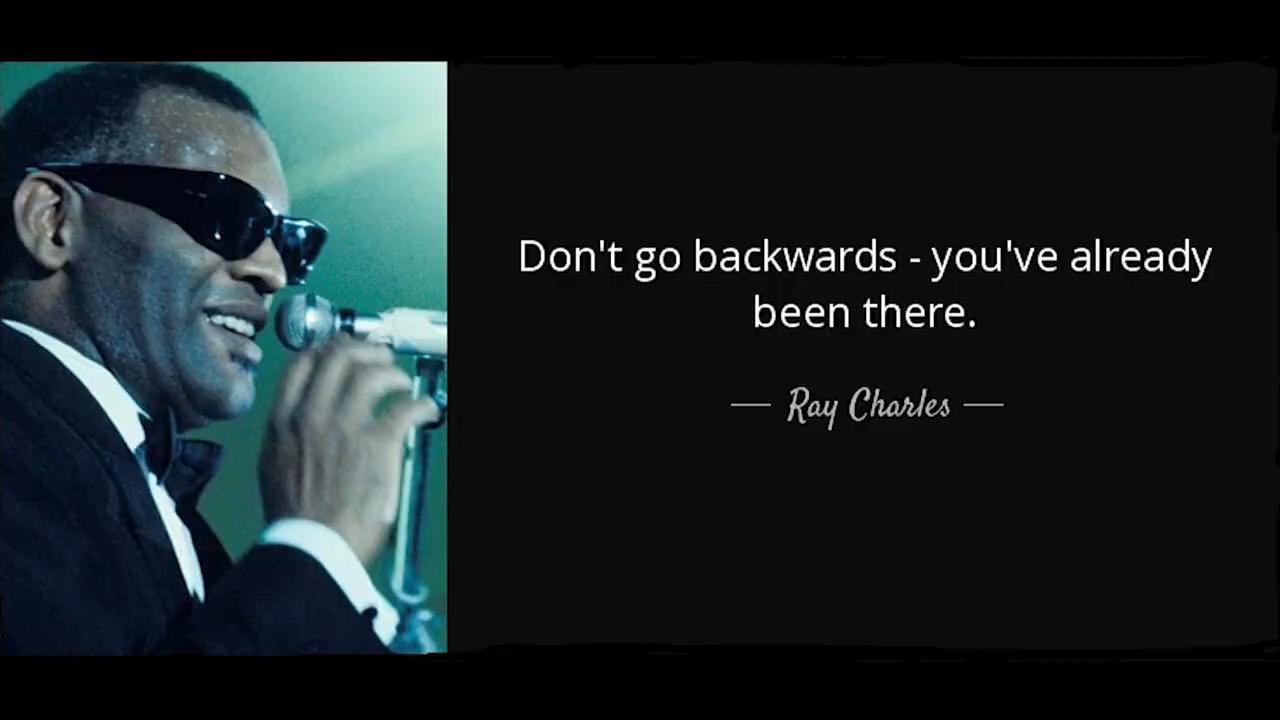 Don't go backwards - you've already
been there.
— Ray Charles —